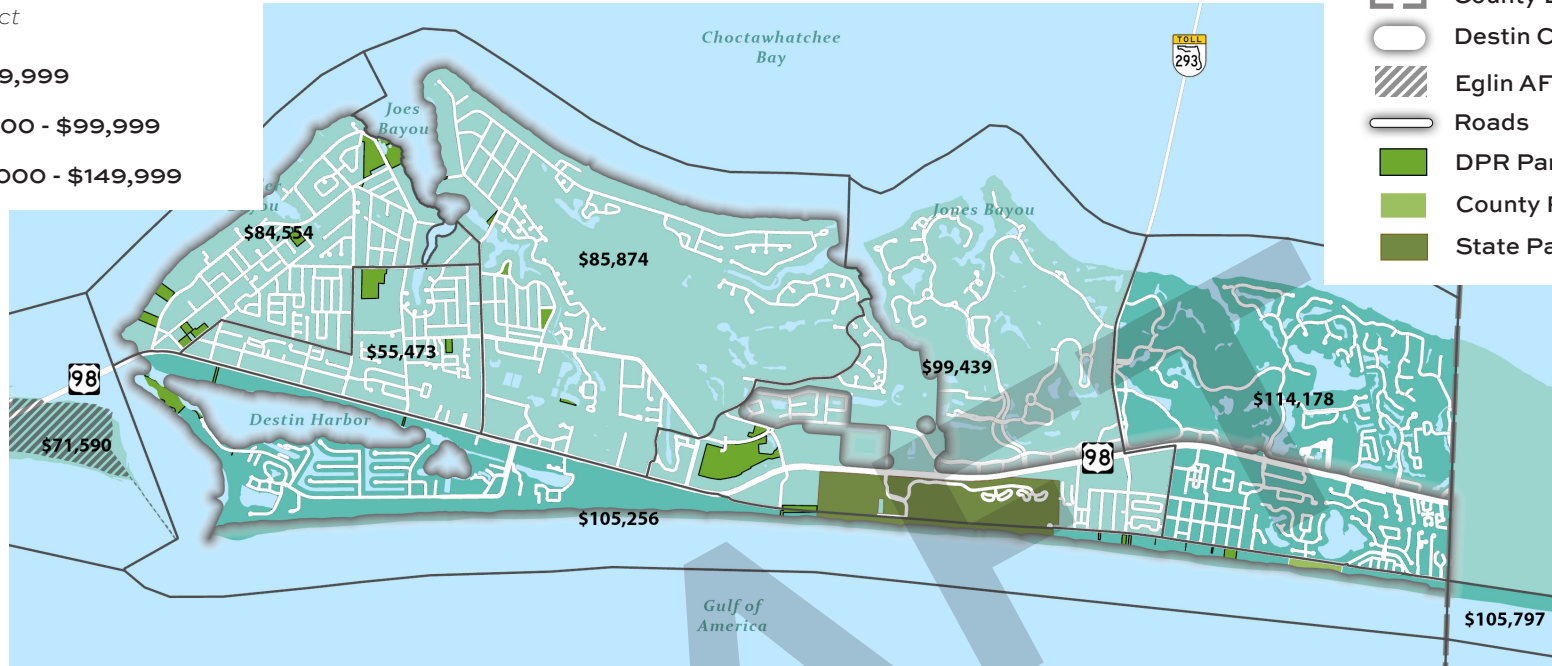 ct
9,999
00 - $99,999
000 - $149,999
Destin C
Eglin AF
Roads
DPR Par
County P
State Pa
Choctawhatchee
Bay
TOLL
293
Joes
Bayou
Jones Bayou
$84,554
$85,874
$55,473
$99,439
$114,178
98
Destin Harbor
$71,590
98
$105,256
Gulf of
America
$105,797